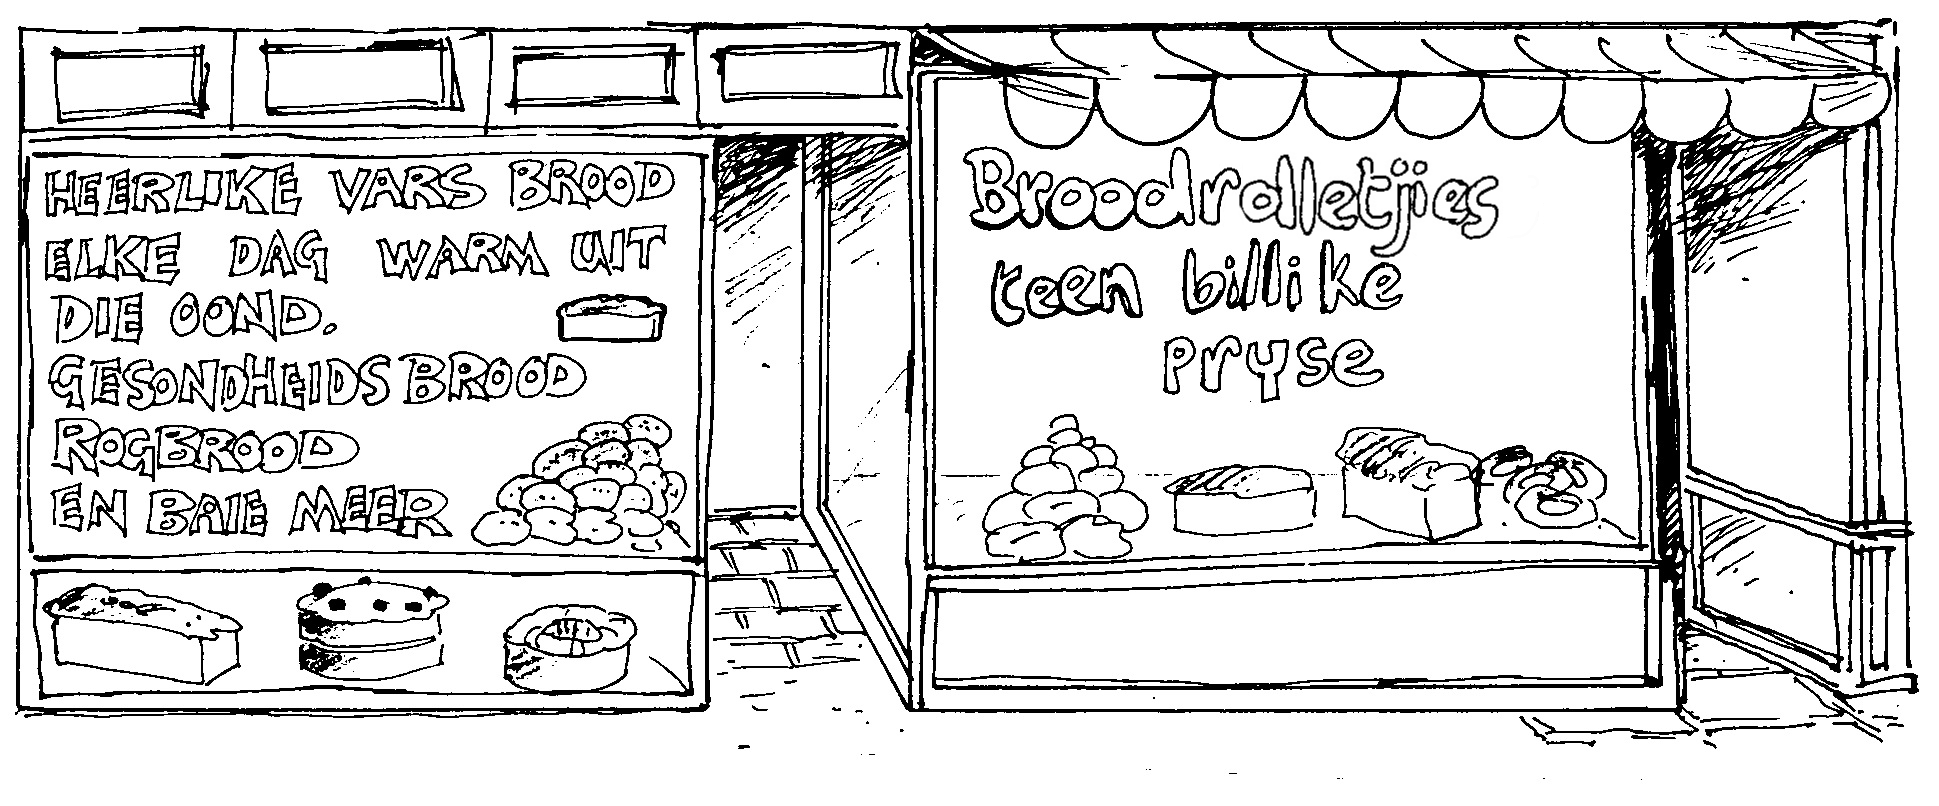 HEERLIKE VARS BROOD
ELKE DAG WARM UIT
DIE OOND.
GESONDHEIDSBROOD
ROGBROOD
EN BAIE MEER
Broodrolletjies
teen billike
pryse